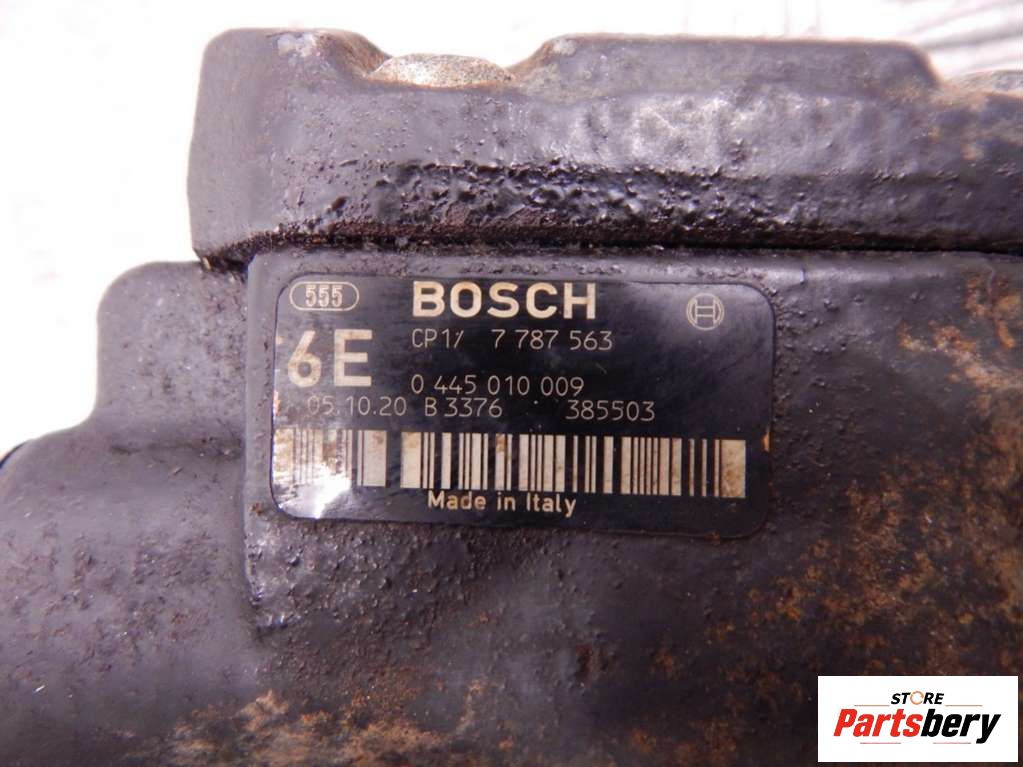 555 BOSCH
6E CP1/ 7 787 563
0 445 010 009
05.10.20 B 3376 385503
Made in Italy
STORE
Partsbery